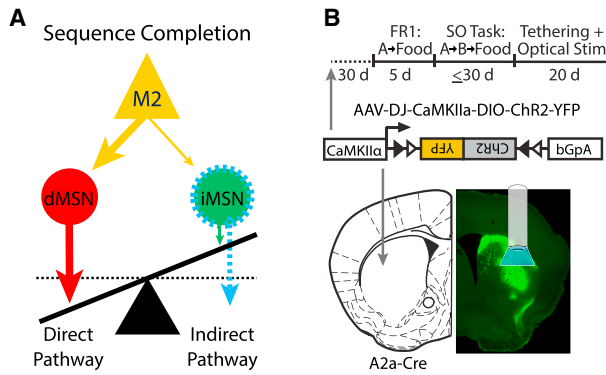 A
Sequence Completion
M2
dMSN
iMSN
Direct
Pathway
Indirect
Pathway
B
FR1:
A→Food
SO Task:
A→B→Food
Tethering +
Optical Stim
30 d
5 d
≤30 d
20 d
AAV-DJ-CaMKIIa-DIO-ChR2-YFP
CaMKIIα
YFP
ChR2
bGpA
A2a-Cre